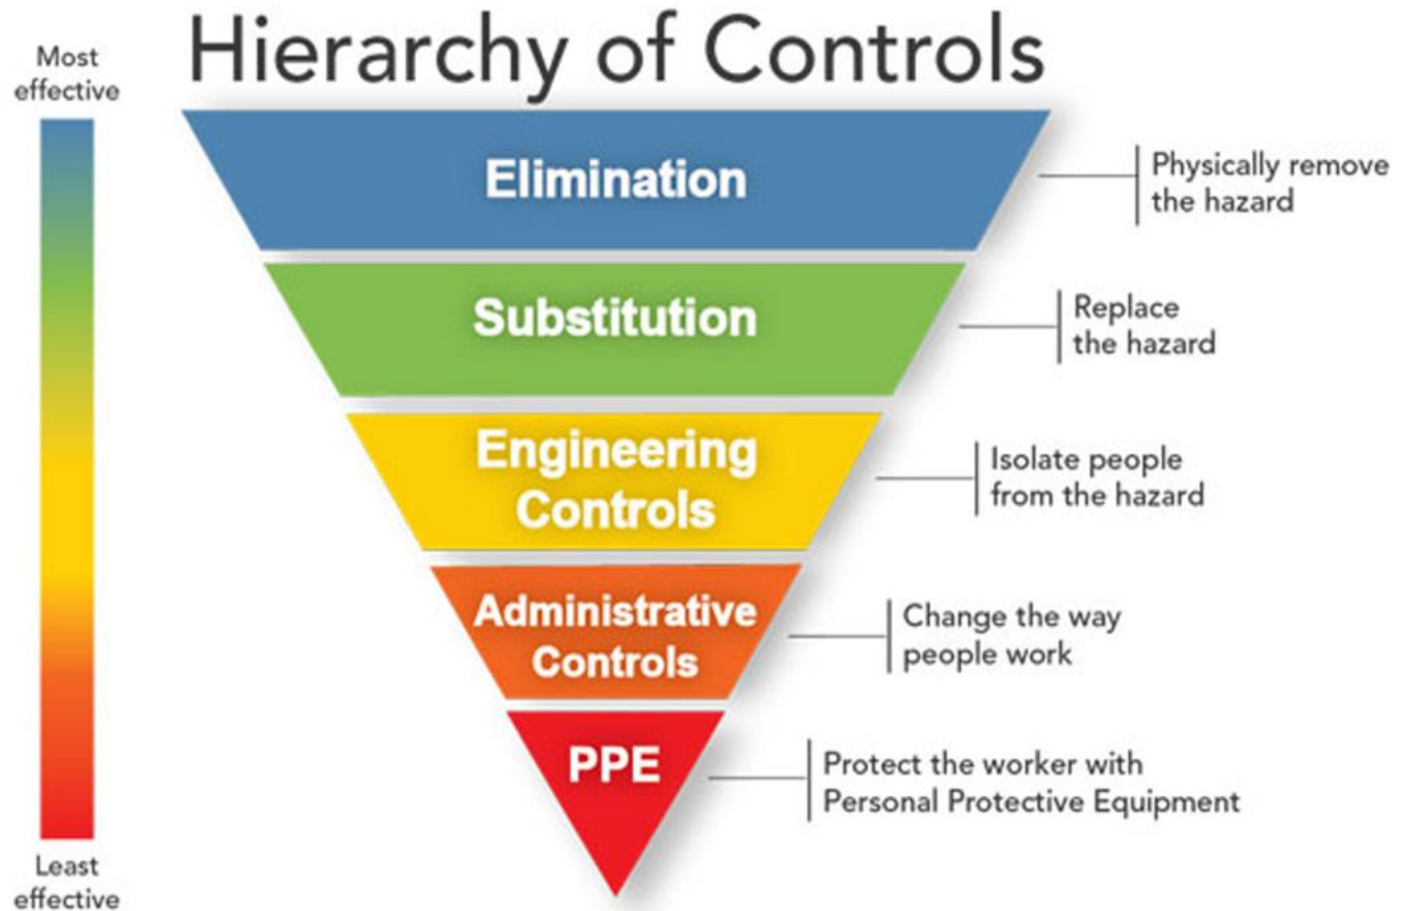 Hierarchy of Controls
Most
effective
Elimination
Physically remove
the hazard
Substitution
Replace
the hazard
Engineering
Controls
Isolate people
from the hazard
Administrative
Controls
Change the way
people work
PPE
Protect the worker with
Personal Protective Equipment
Least
effective